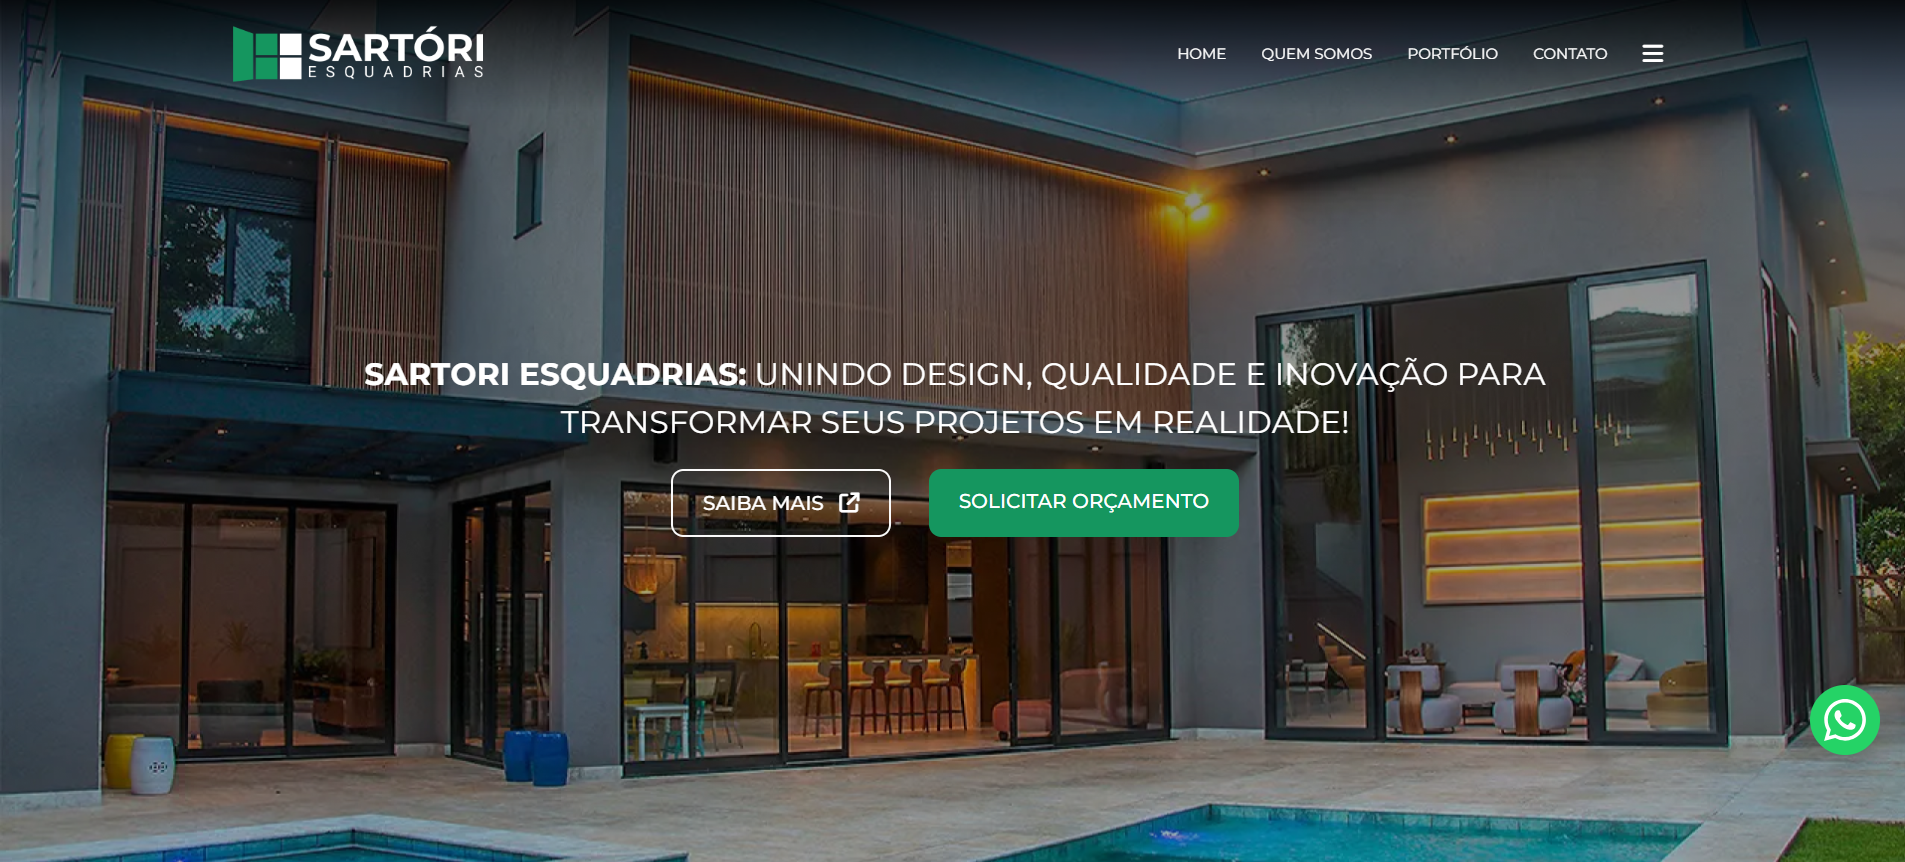 SARTÓRI
ESQUADRIAS
HOME QUEM SOMOS PORTFÓLIO CONTATO
SARTORI ESQUADRIAS: UNINDO DESIGN, QUALIDADE E INOVAÇÃO PARA
TRANSFORMAR SEUS PROJETOS EM REALIDADE!
SAIBA MAIS
SOLICITAR ORÇAMENTO